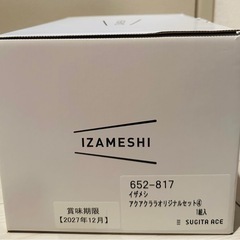 IZAMESHI
652-817
イザメシ
アクアクララオリジナルセット④
1組入
賞味期限
【2027年12月】
SUGITA ACE